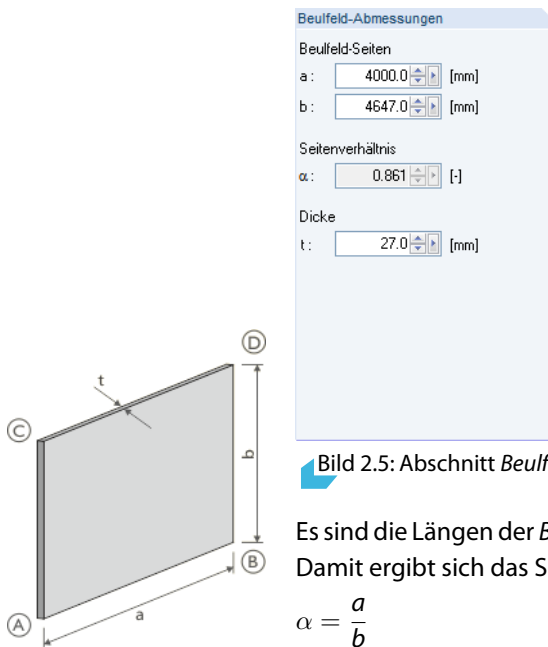 Beulfeld-Abmessungen
Beulfeld-Seiten
a : 4000.0 [mm]
b : 4647.0 [mm]
Seitenverhältnis
α : 0.861 [-]
Dicke
t : 27.0 [mm]
D
t
C
b
B
a
A
Bild 2.5: Abschnitt
Es sind die Längen der
Damit ergibt sich das
α = a / b